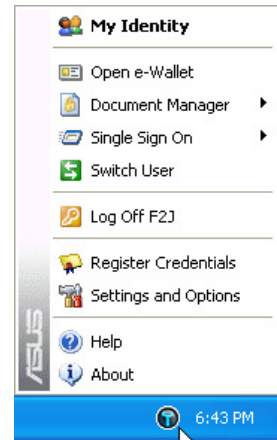 My Identity
Open e-Wallet
Document Manager
Single Sign On
Switch User
Log Off F2J
Register Credentials
Settings and Options
Help
About
ASUS
6:43 PM